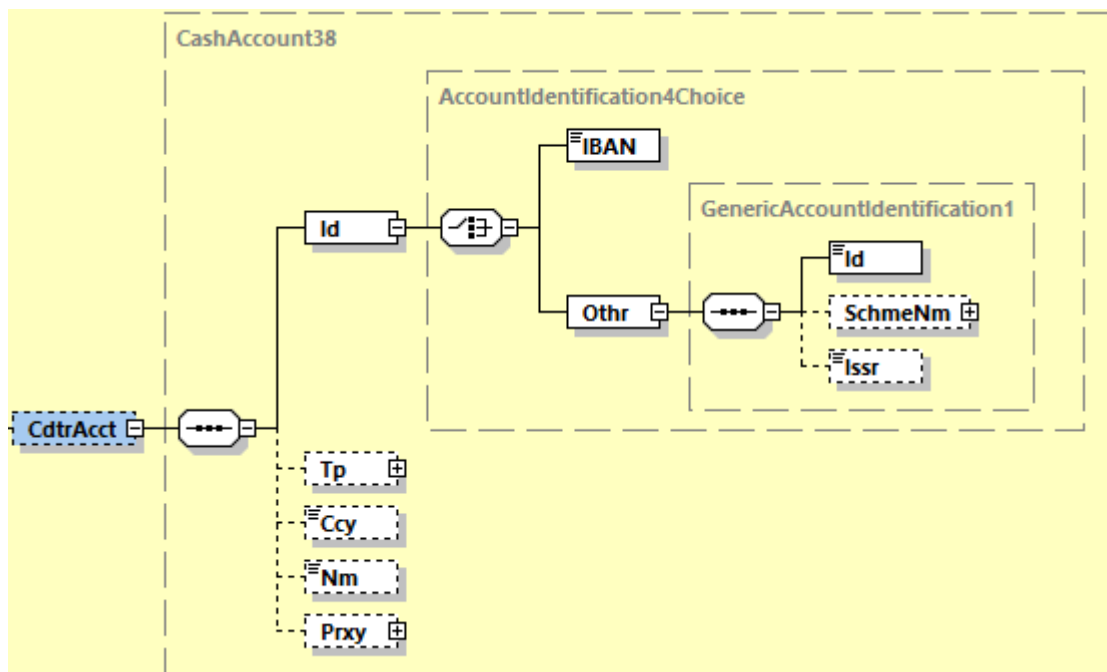 CashAccount38
AccountIdentification4Choice
IBAN
GenericAccountIdentification1
Id
Id
Othr
SchmeNm
Issr
CdtrAcct
Tp
Ccy
Nm
Prxy